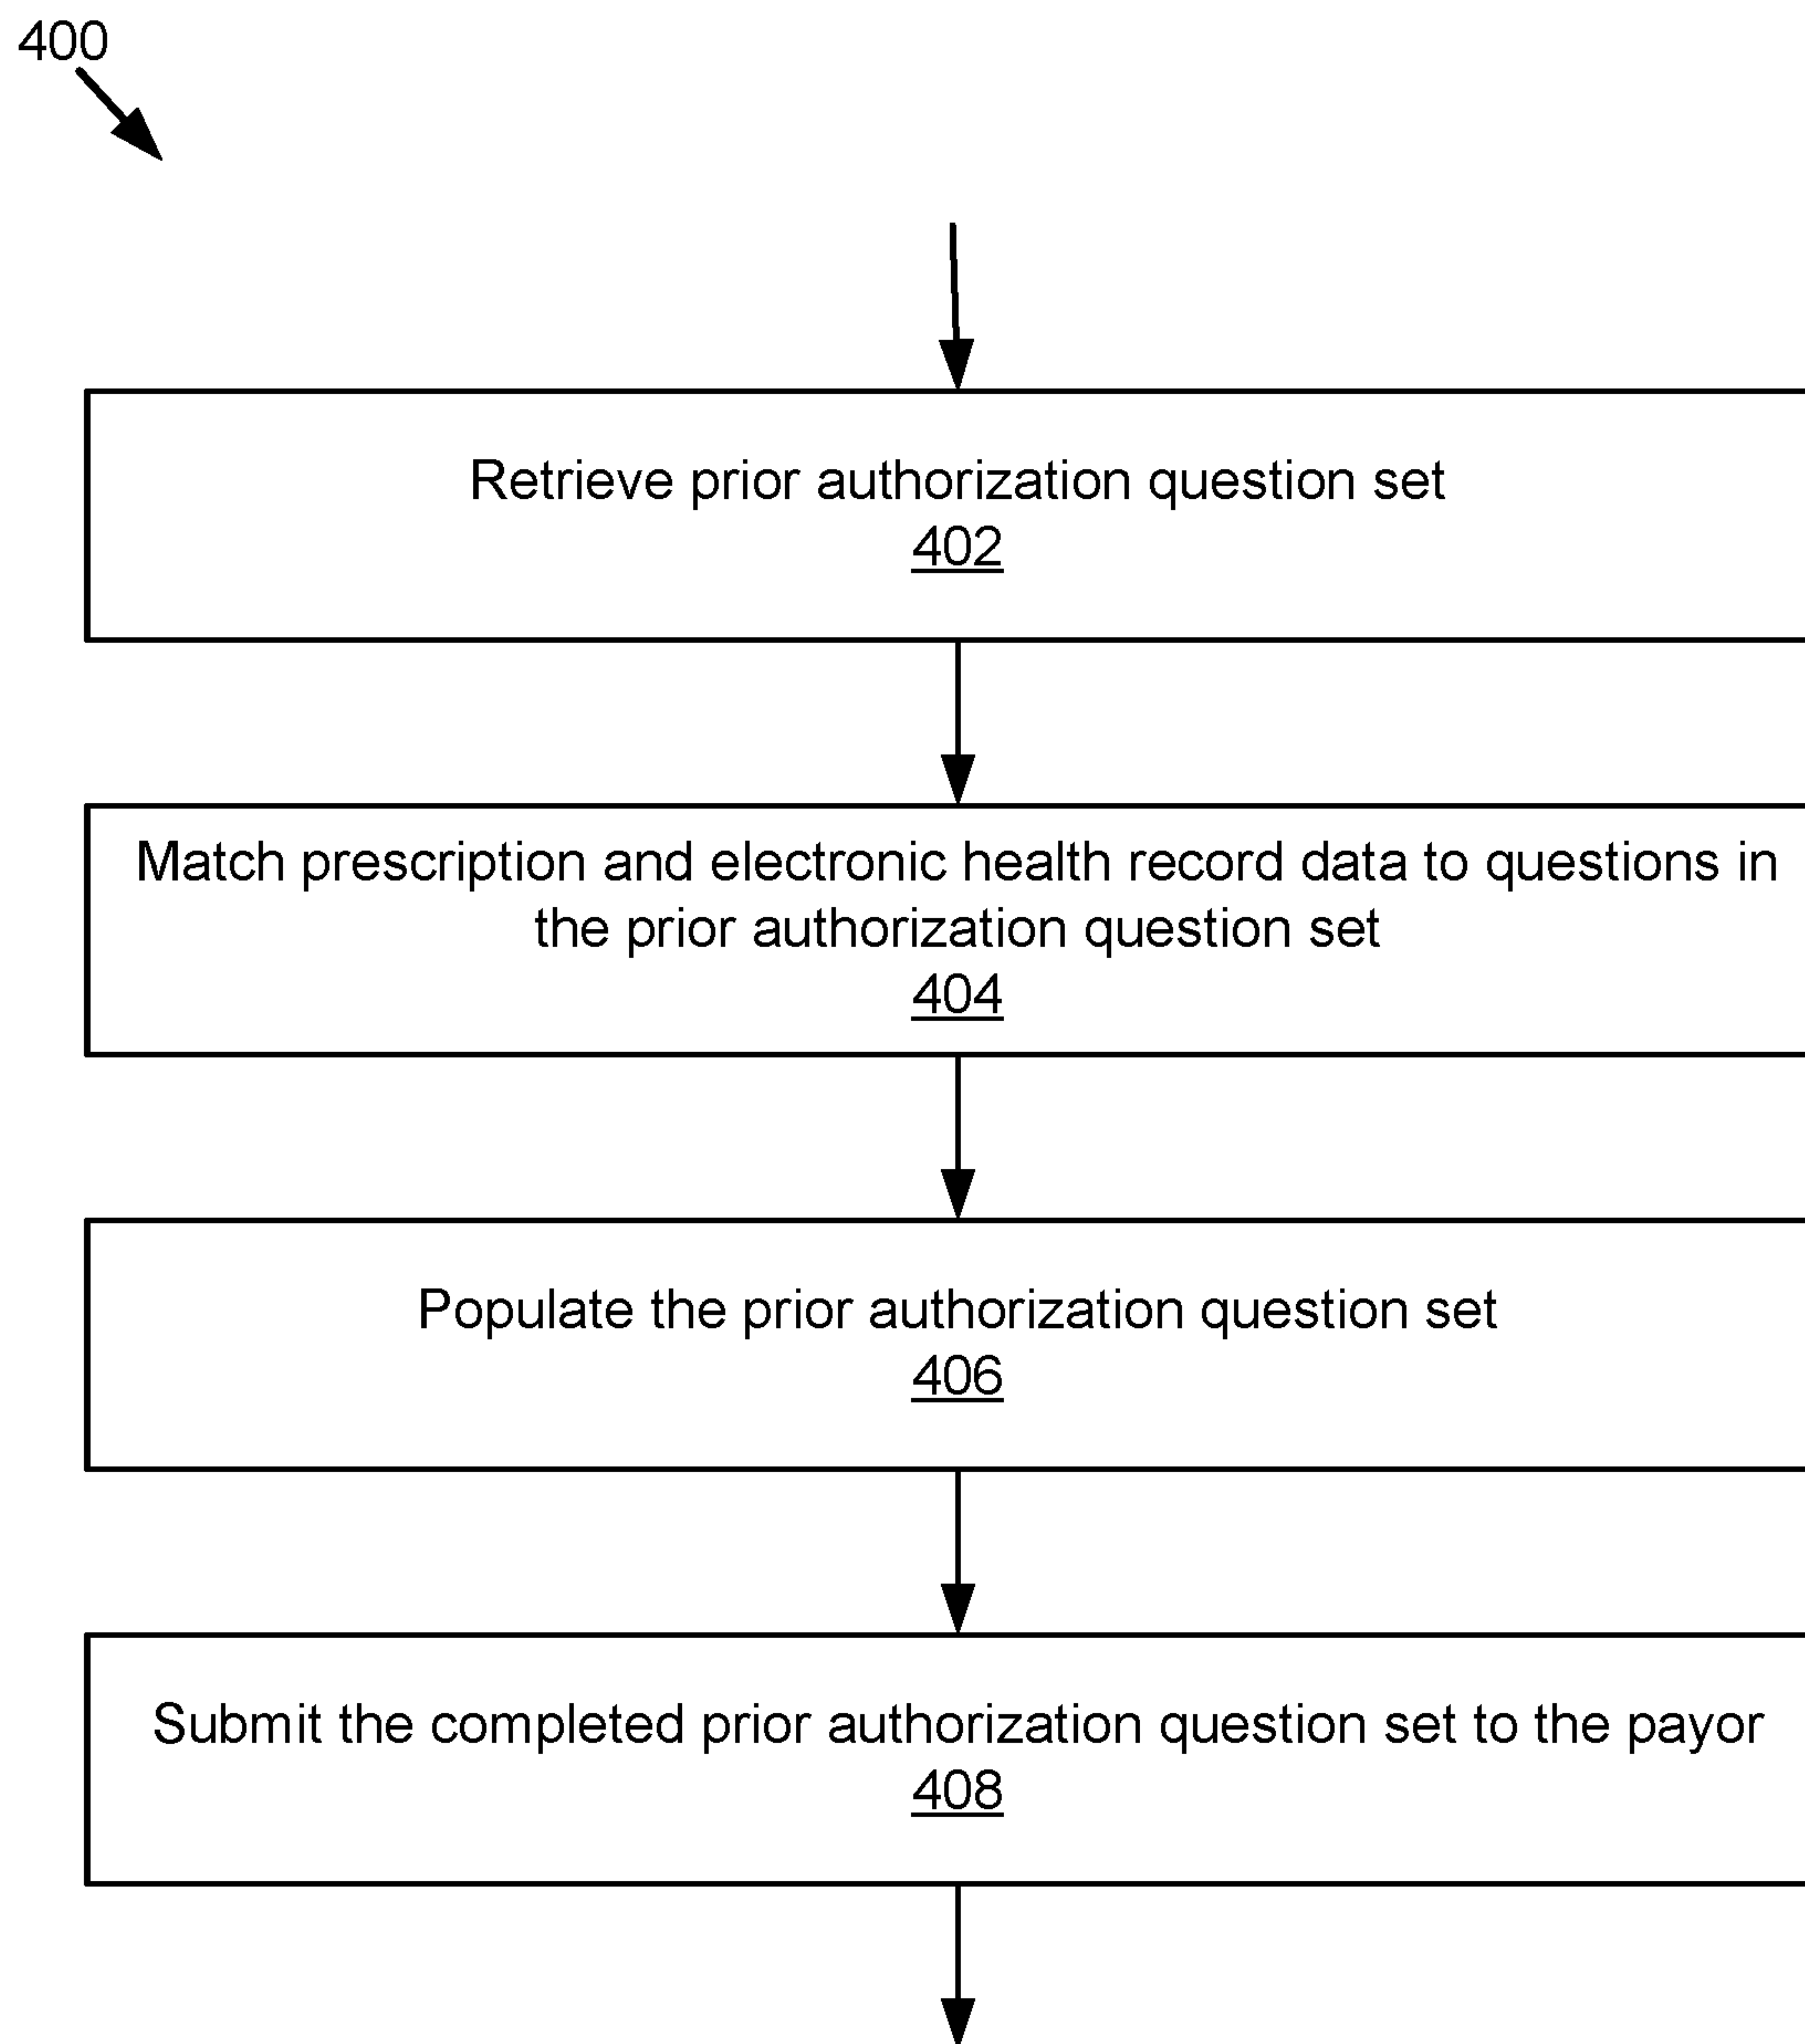 400
Retrieve prior authorization question set
402
Match prescription and electronic health record data to questions in
the prior authorization question set
404
Populate the prior authorization question set
406
Submit the completed prior authorization question set to the payor
408